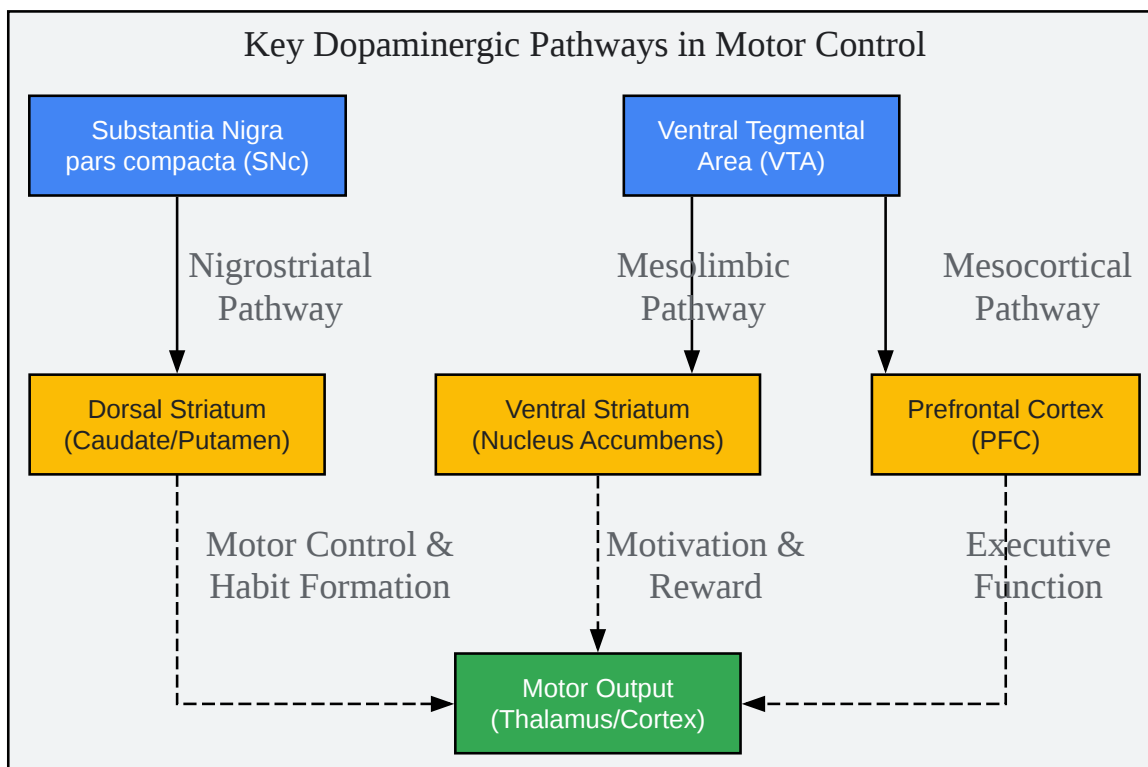 Key Dopaminergic Pathways in Motor Control
Substantia Nigra
pars compacta (SNc)
Ventral Tegmental
Area (VTA)
Nigrostriatal
Pathway
Mesolimbic
Pathway
Mesocortical
Pathway
Dorsal Striatum
(Caudate/Putamen)
Ventral Striatum
(Nucleus Accumbens)
Prefrontal Cortex
(PFC)
Motor Control &
Habit Formation
Motivation &
Reward
Executive
Function
Motor Output
(Thalamus/Cortex)